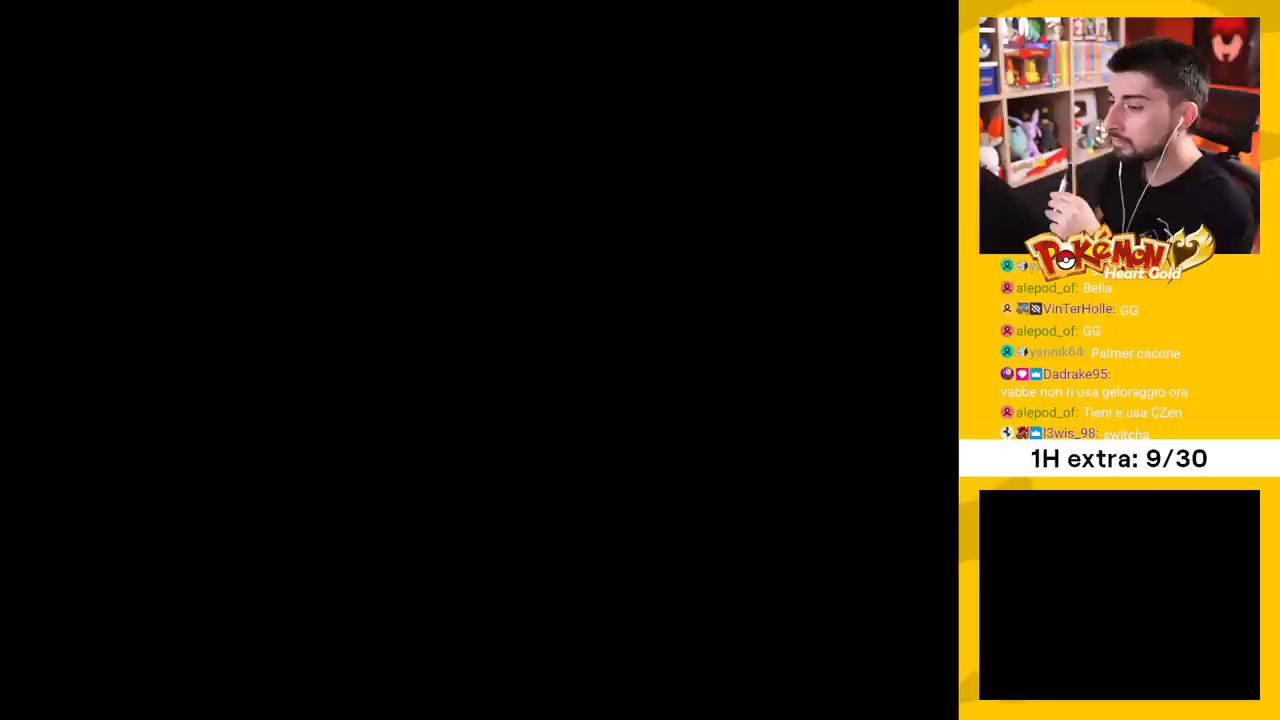 POKéMON
Heart Gold
alepod_of: Bella
VinTerHolle: GG
alepod_of: GG
yannik64: Palmer cacone
Dadrake95:
vabbe non ti usa geloraggio ora
alepod_of: Tieni e usa CZen
l3wis_98: switcha
1H extra: 9/30